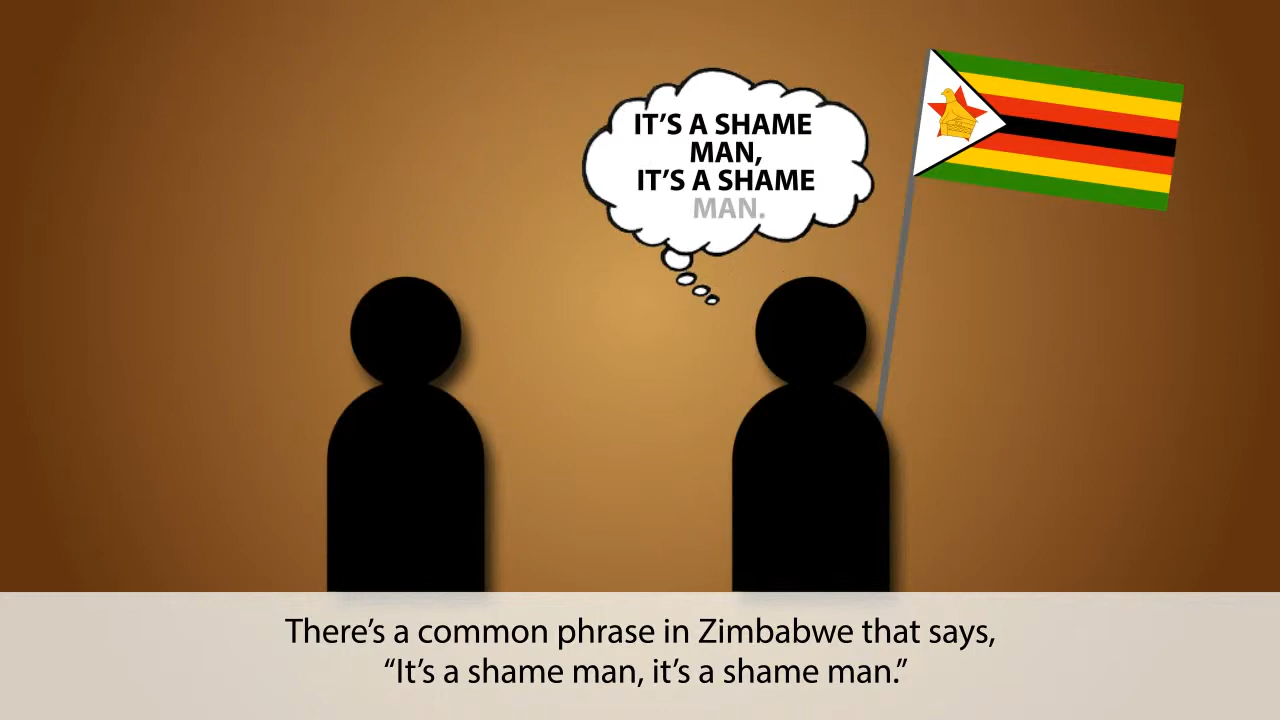 IT’S A SHAME
MAN,
IT’S A SHAME
MAN.
There’s a common phrase in Zimbabwe that says,
“It’s a shame man, it’s a shame man.”